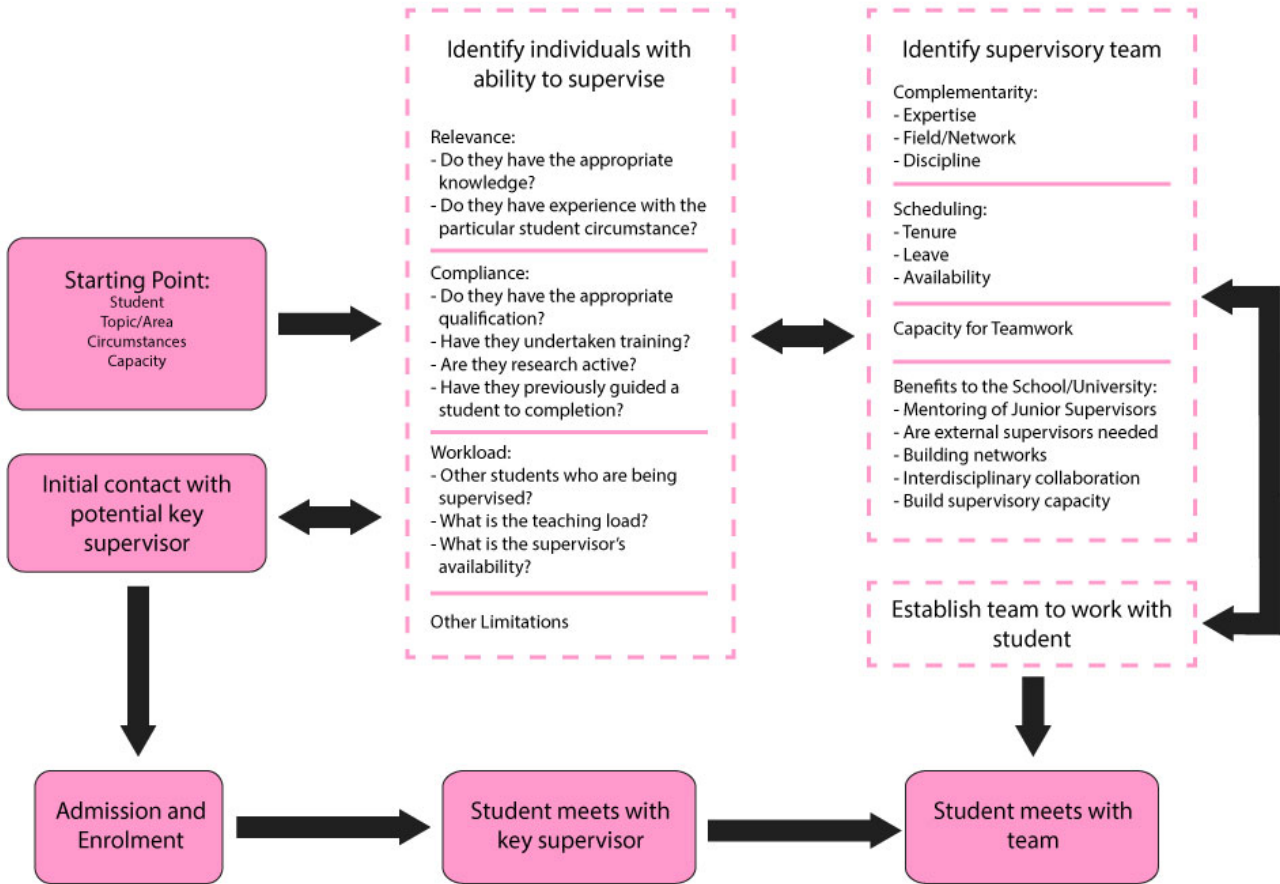 Starting Point:
Student
Topic/Area
Circumstances
Capacity
Initial contact with
potential key
supervisor
Identify individuals with
ability to supervise
Relevance:
- Do they have the appropriate
knowledge?
- Do they have experience with the
particular student circumstance?
Compliance:
- Do they have the appropriate
qualification?
- Have they undertaken training?
- Are they research active?
- Have they previously guided a
student to completion?
Workload:
- Other students who are being
supervised?
- What is the teaching load?
- What is the supervisor’s
availability?
Other Limitations
Identify supervisory team
Complementarity:
- Expertise
- Field/Network
- Discipline
Scheduling:
- Tenure
- Leave
- Availability
Capacity for Teamwork
Benefits to the School/University:
- Mentoring of Junior Supervisors
- Are external supervisors needed
- Building networks
- Interdisciplinary collaboration
- Build supervisory capacity
Establish team to work with
student
Admission and
Enrolment
Student meets with
key supervisor
Student meets with
team